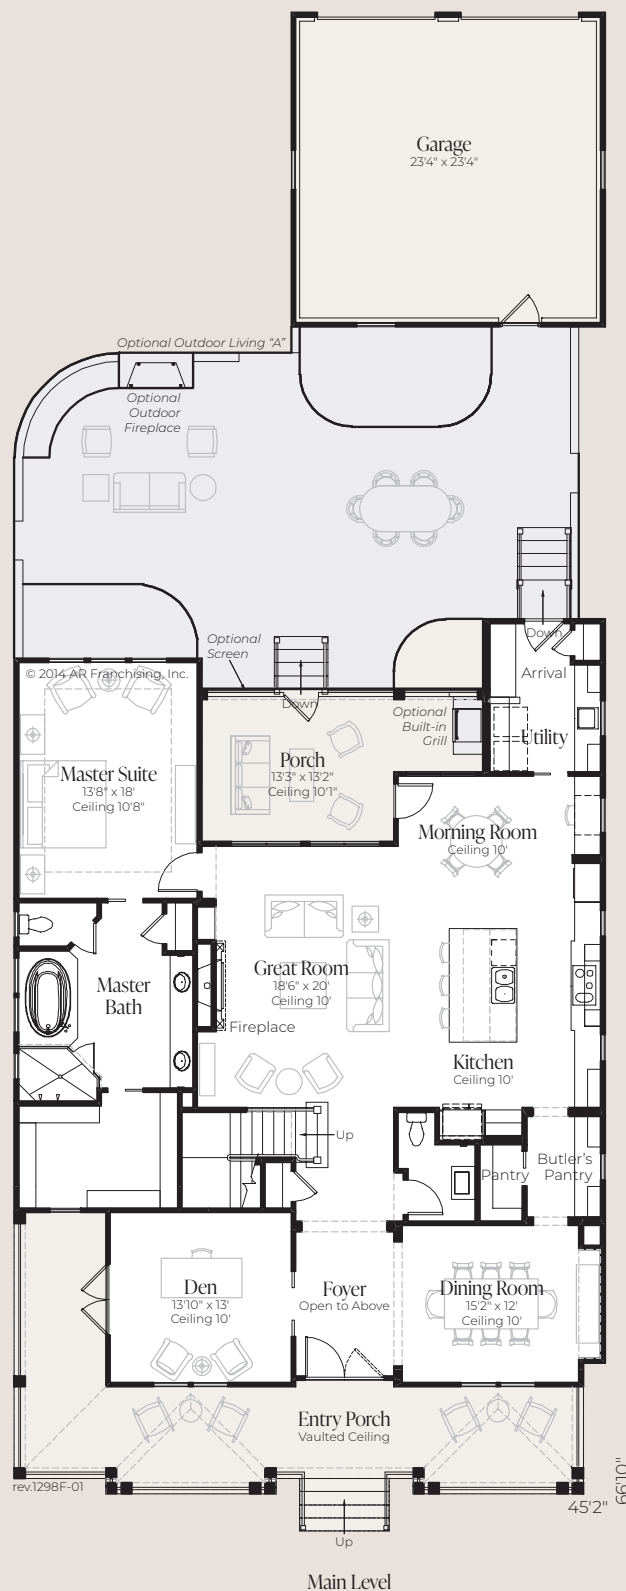 Garage
23'4" x 23'4"
Optional Outdoor Living “A”
Optional
Outdoor
Fireplace
Down
Optional
Screen
© 2014 AR Franchising, Inc.
Arrival
Down
Optional
Built-in
Grill
Utility
Porch
13'3" x 13'2"
Ceiling 10'1"
Master Suite
13'8" x 18'
Ceiling 10'8"
Morning Room
Ceiling 10'
Great Room
18'6" x 20'
Ceiling 10'
Master
Bath
Fireplace
Kitchen
Ceiling 10'
Up
Pantry
Butler’s
Pantry
Den
13'10" x 13'
Ceiling 10'
Foyer
Open to Above
Dining Room
15'2" x 12'
Ceiling 10'
Entry Porch
Vaulted Ceiling
rev.1298F-01
66'10"
45'2"
Up
Main Level